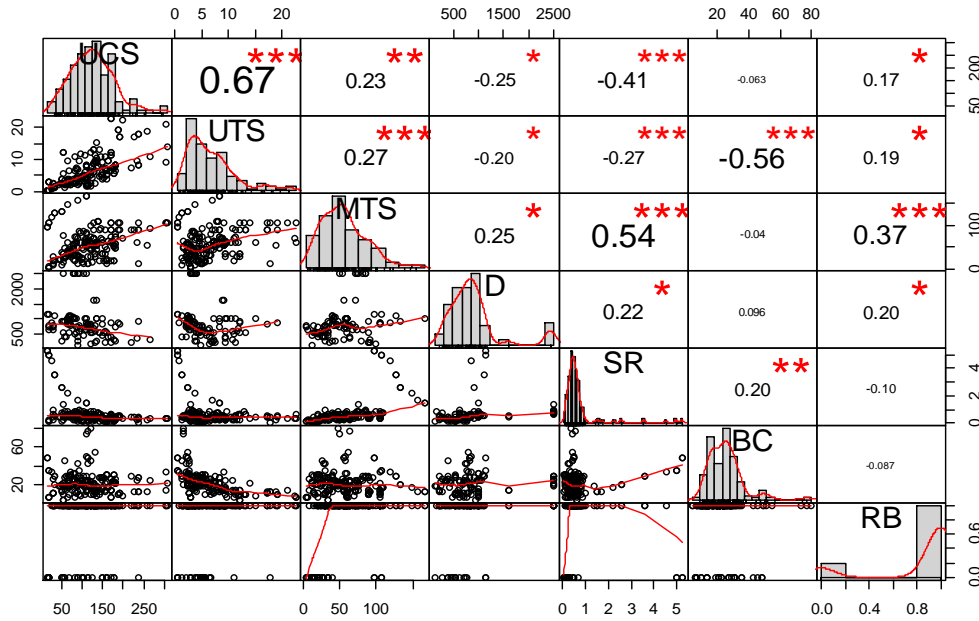 0 5 10 20 500 1500 2500 20 40 60 80
UCS *** 0.67 ** 0.23 * -0.25 *** -0.41 -0.063 * 0.17 50 200
0 10 20 UTS *** 0.27 * -0.20 *** -0.27 *** -0.56 * 0.19
MTS * 0.25 *** 0.54 -0.04 *** 0.37 0 100
500 2000 D * 0.22 0.096 * 0.20
SR ** 0.20 -0.10 0 2 4
20 60 BC -0.087
RB 0.0 0.6
50 150 250 0 50 100 0 1 2 3 4 5 0.0 0.4 0.8